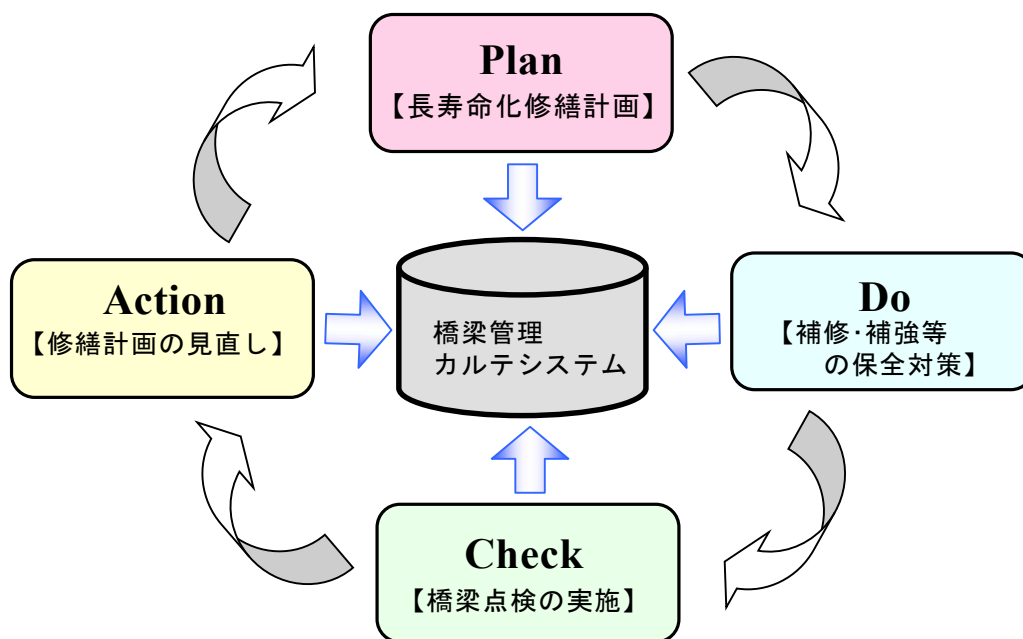 Plan
【長寿命化修繕計画】
Action
【修繕計画の見直し】
橋梁管理
カルテシステム
Do
【補修･補強等
の保全対策】
Check
【橋梁点検の実施】